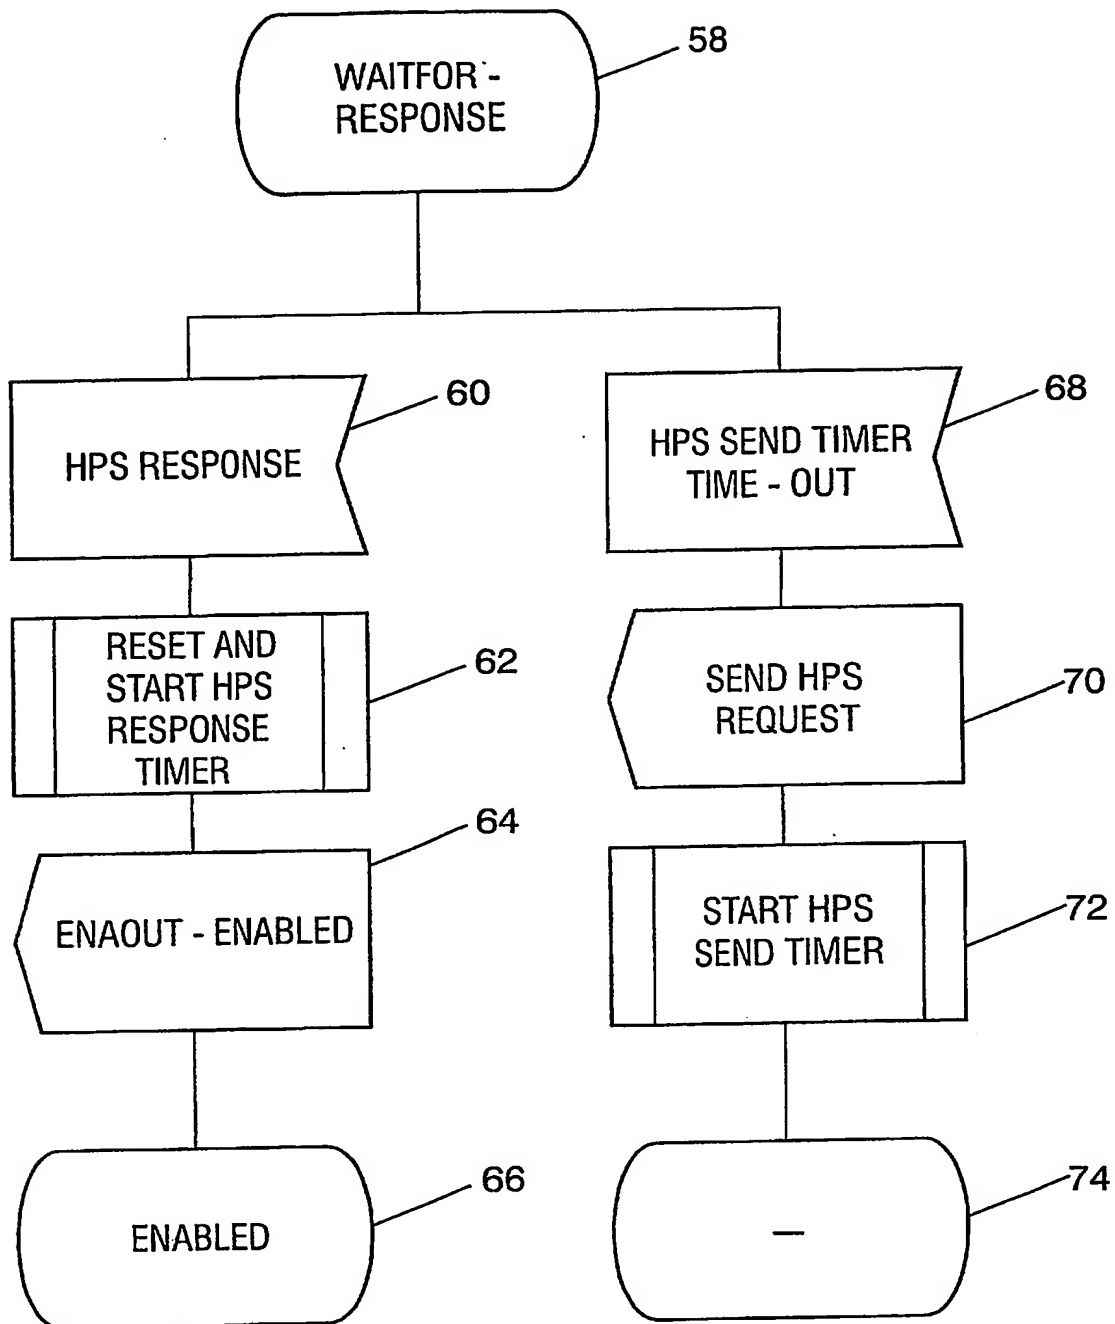 WAITFOR -
RESPONSE
58
HPS RESPONSE
60
HPS SEND TIMER
TIME - OUT
68
RESET AND
START HPS
RESPONSE
TIMER
62
SEND HPS
REQUEST
70
ENAOUT - ENABLED
64
START HPS
SEND TIMER
72
ENABLED
66
—
74